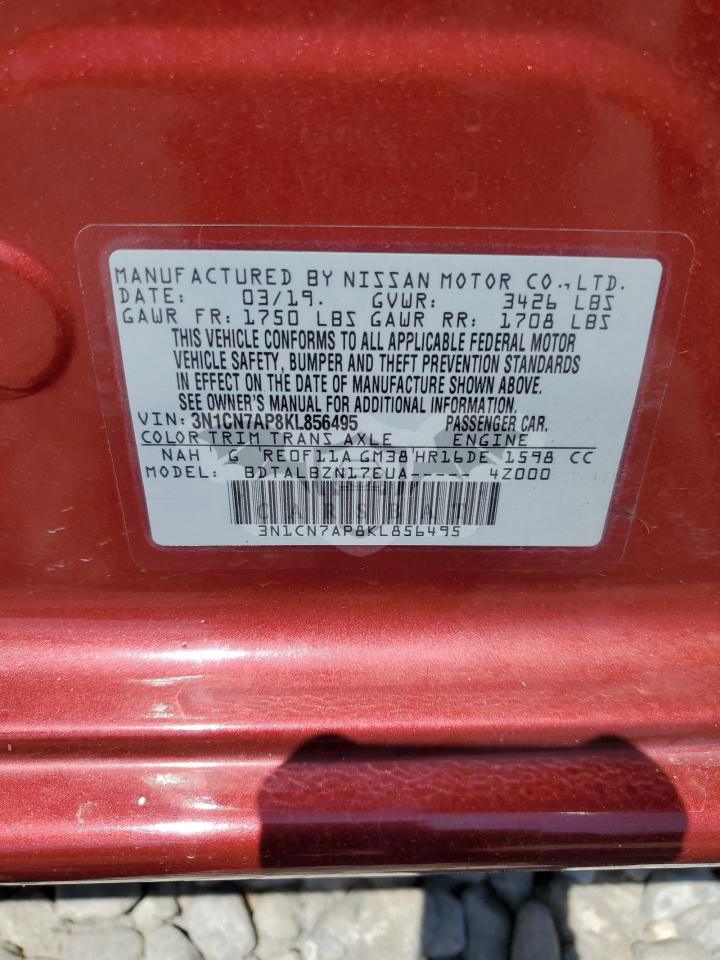 MANUFACTURED BY NISSAN MOTOR CO.,LTD.
DATE: 03/19. GVWR: 3426 LBS
GAWR FR: 1750 LBS GAWR RR: 1708 LBS
THIS VEHICLE CONFORMS TO ALL APPLICABLE FEDERAL MOTOR
VEHICLE SAFETY, BUMPER AND THEFT PREVENTION STANDARDS
IN EFFECT ON THE DATE OF MANUFACTURE SHOWN ABOVE.
SEE OWNER'S MANUAL FOR ADDITIONAL INFORMATION.
VIN: 3N1CN7AP8KL856495 PASSENGER CAR.
COLOR TRIM TRANS AXLE ENGINE
NAH G RE0F11A GM38 HR16DE 1598 CC
MODEL: BDTALBZN17EUA----- 4Z000
CARSBAT
3N1CN7AP8KL856495